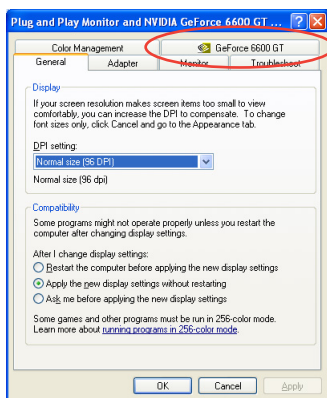 Plug and Play Monitor and NVIDIA GeForce 6600 GT ...
Color Management
GeForce 6600 GT
General
Adapter
Monitor
Troubleshoot
Display
If your screen resolution makes screen items too small to view
comfortably, you can increase the DPI to compensate. To change
font sizes only, click Cancel and go to the Appearance tab.
DPI setting:
Normal size (96 DPI)
Normal size (96 dpi)
Compatibility
Some programs might not operate properly unless you restart the
computer after changing display settings.
After I change display settings:
Restart the computer before applying the new display settings
Apply the new display settings without restarting
Ask me before applying the new display settings
Some games and other programs must be run in 256-color mode.
Learn more about running programs in 256-color mode.
OK
Cancel
Apply